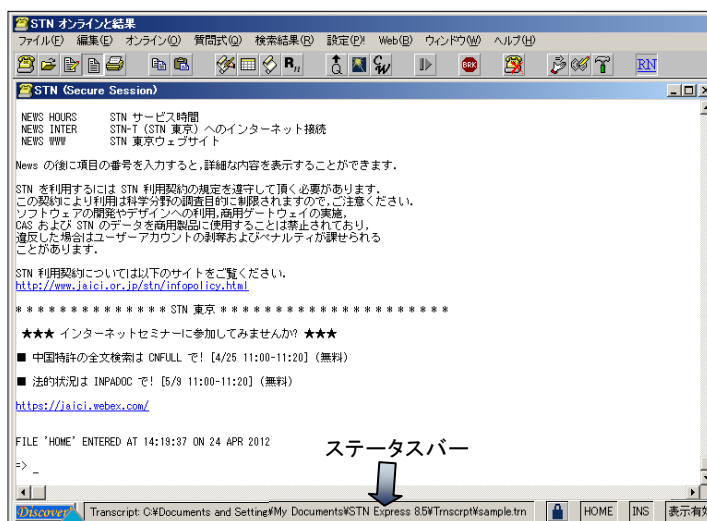 STN オンラインと結果
ファイル(F) 編集(E) オンライン(O) 質問式(Q) 検索結果(R) 設定(P)! Web(B) ウィンドウ(W) ヘルプ(H)
Rn BRK RN
STN (Secure Session)
NEWS HOURS STN サービス時間
NEWS INTER STN-T (STN 東京) へのインターネット接続
NEWS WWW STN 東京ウェブサイト
News の後に項目の番号を入力すると,詳細な内容を表示することができます.
STN を利用するには STN 利用契約の規定を遵守して頂く必要があります.
この契約により利用は科学分野の調査目的に制限されますので,ご注意ください.
ソフトウェアの開発やデザインへの利用,商用ゲートウェイの実施,
CAS および STN のデータを商用製品に使用することは禁止されており,
違反した場合はユーザーアカウントの剥奪およびペナルティが課せられる
ことがあります.
STN 利用契約については以下のサイトをご覧ください.
http://www.jaici.or.jp/stn/infopolicy.html
* * * * * * * * * * * * * * STN 東京 * * * * * * * * * * * * * * * * * * * * * *
★★★ インターネットセミナーに参加してみませんか? ★★★
■ 中国特許の全文検索は CNFULL で! [4/25 11:00-11:20] (無料)
■ 法的状況は INPADOC で! [5/9 11:00-11:20] (無料)
https://jaici.webex.com/
FILE 'HOME' ENTERED AT 14:19:37 ON 24 APR 2012
=> _
ステータスバー
Discover! Transcript: C:¥Documents and Setting¥My Documents¥STN Express 8.5¥Trnscrpt¥sample.trn HOME INS 表示有効